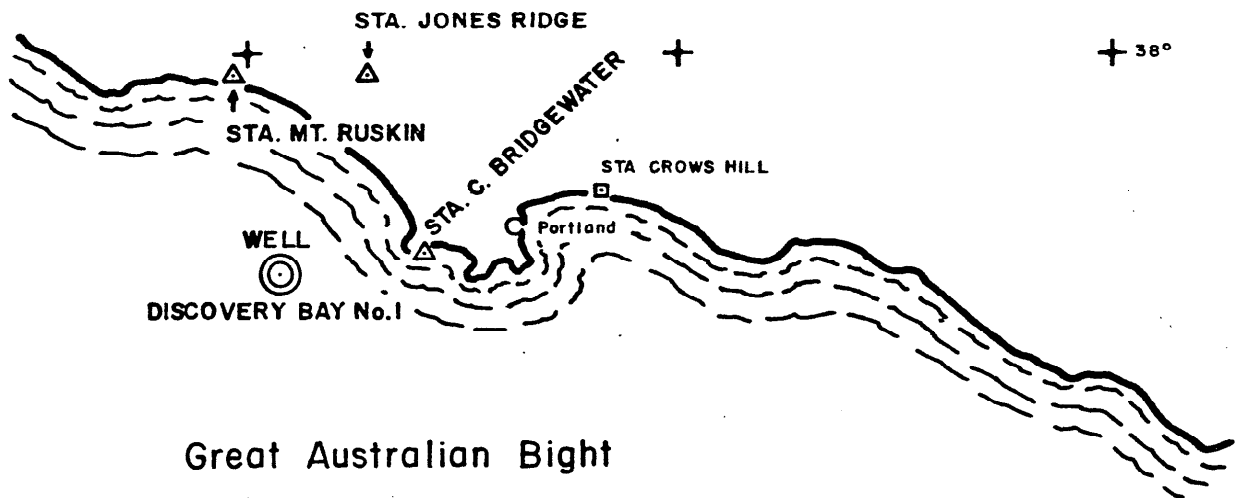 STA. JONES RIDGE
38°
STA. MT. RUSKIN
STA. C. BRIDGEWATER
STA CROWS HILL
Portland
WELL
DISCOVERY BAY No.1
Great Australian Bight